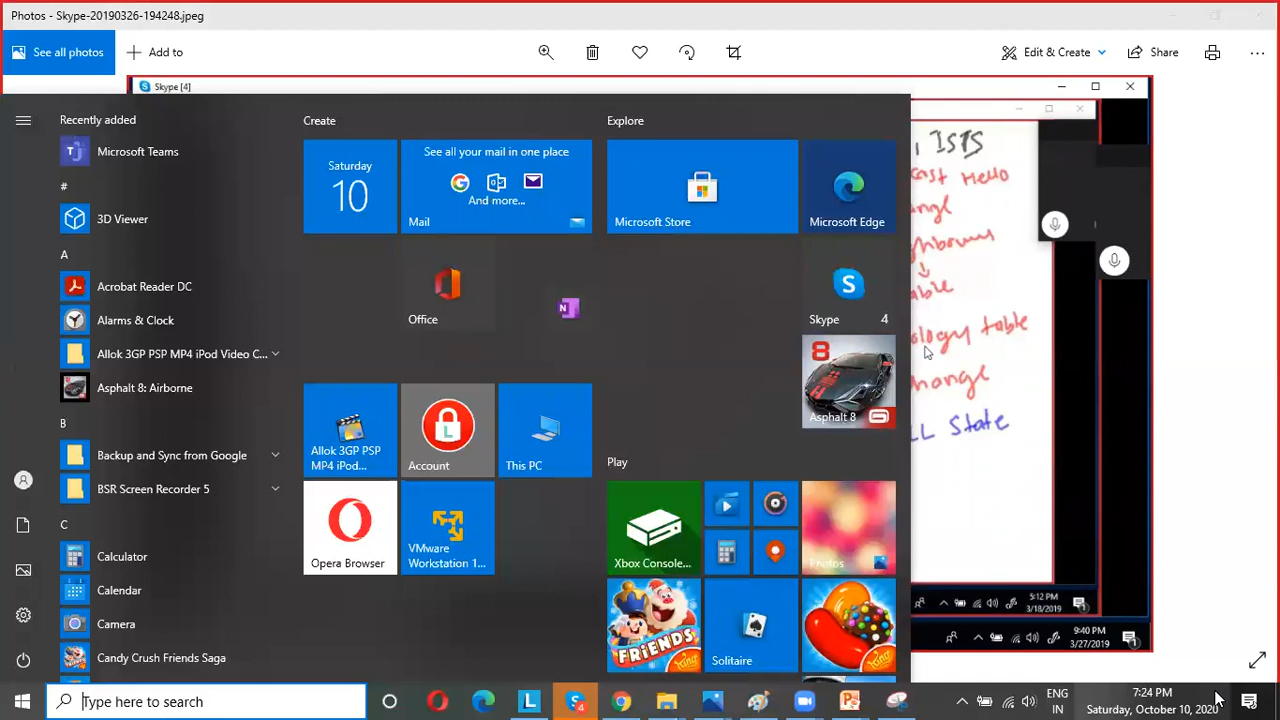 Photos - Skype-20190326-194248.jpeg
See all photos
Add to
Edit & Create
Share
Skype [4]
Recently added
Microsoft Teams
#
3D Viewer
A
Acrobat Reader DC
Alarms & Clock
Allok 3GP PSP MP4 iPod Video C...
Asphalt 8: Airborne
B
Backup and Sync from Google
BSR Screen Recorder 5
C
Calculator
Calendar
Camera
Candy Crush Friends Saga
Create
Saturday
10
See all your mail in one place
And more...
Mail
Office
N
Allok 3GP PSP
MP4 iPod...
L
Account
This PC
Opera Browser
VMware
Workstation 1...
Explore
Microsoft Store
Microsoft Edge
Skype 4
8
Asphalt 8
Play
Xbox Console...
Photos
FRIENDS
King
Solitaire
King
, ISIS
cast Hello
ange
ghbours
able
ology table
hange
LL State
5:12 PM
3/18/2019
9:40 PM
3/27/2019
Type here to search
L
4
ENG
IN
7:24 PM
Saturday, October 10, 2020